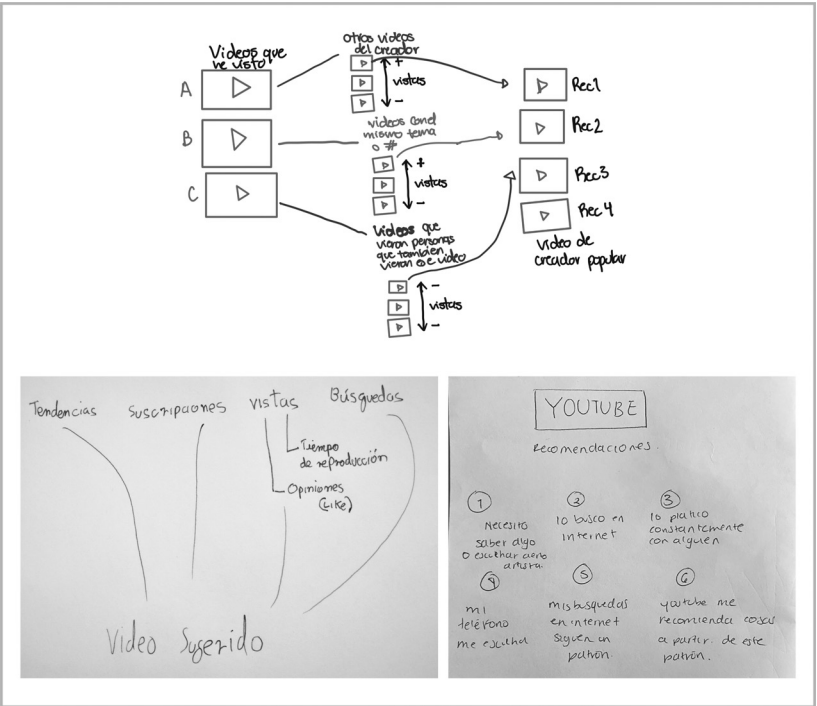 Videos que
he visto
A
B
C
otros videos
del creador
+
vistas
-
videos con el
mismo tema
o #
+
vistas
-
Videos que
vieron personas
que tambien
vieron ese video
-
vistas
-
Rec1
Rec2
Rec3
Rec4
video de
creador popular
Tendencias
Suscripciones
vistas
Búsquedas
Tiempo
de reproducción
Opiniones
(Like)
Video Sugerido
YOUTUBE
Recomendaciones.
1
Necesito
saber algo
o escuchar cierto
artista.
2
lo busco en
internet
3
lo platico
constantemente
con alguien
4
mi
teléfono
me escucha
5
mis busquedas
en internet
siguen un
patrón.
6
youtube me
recomienda cosas
a partir de este
patrón.